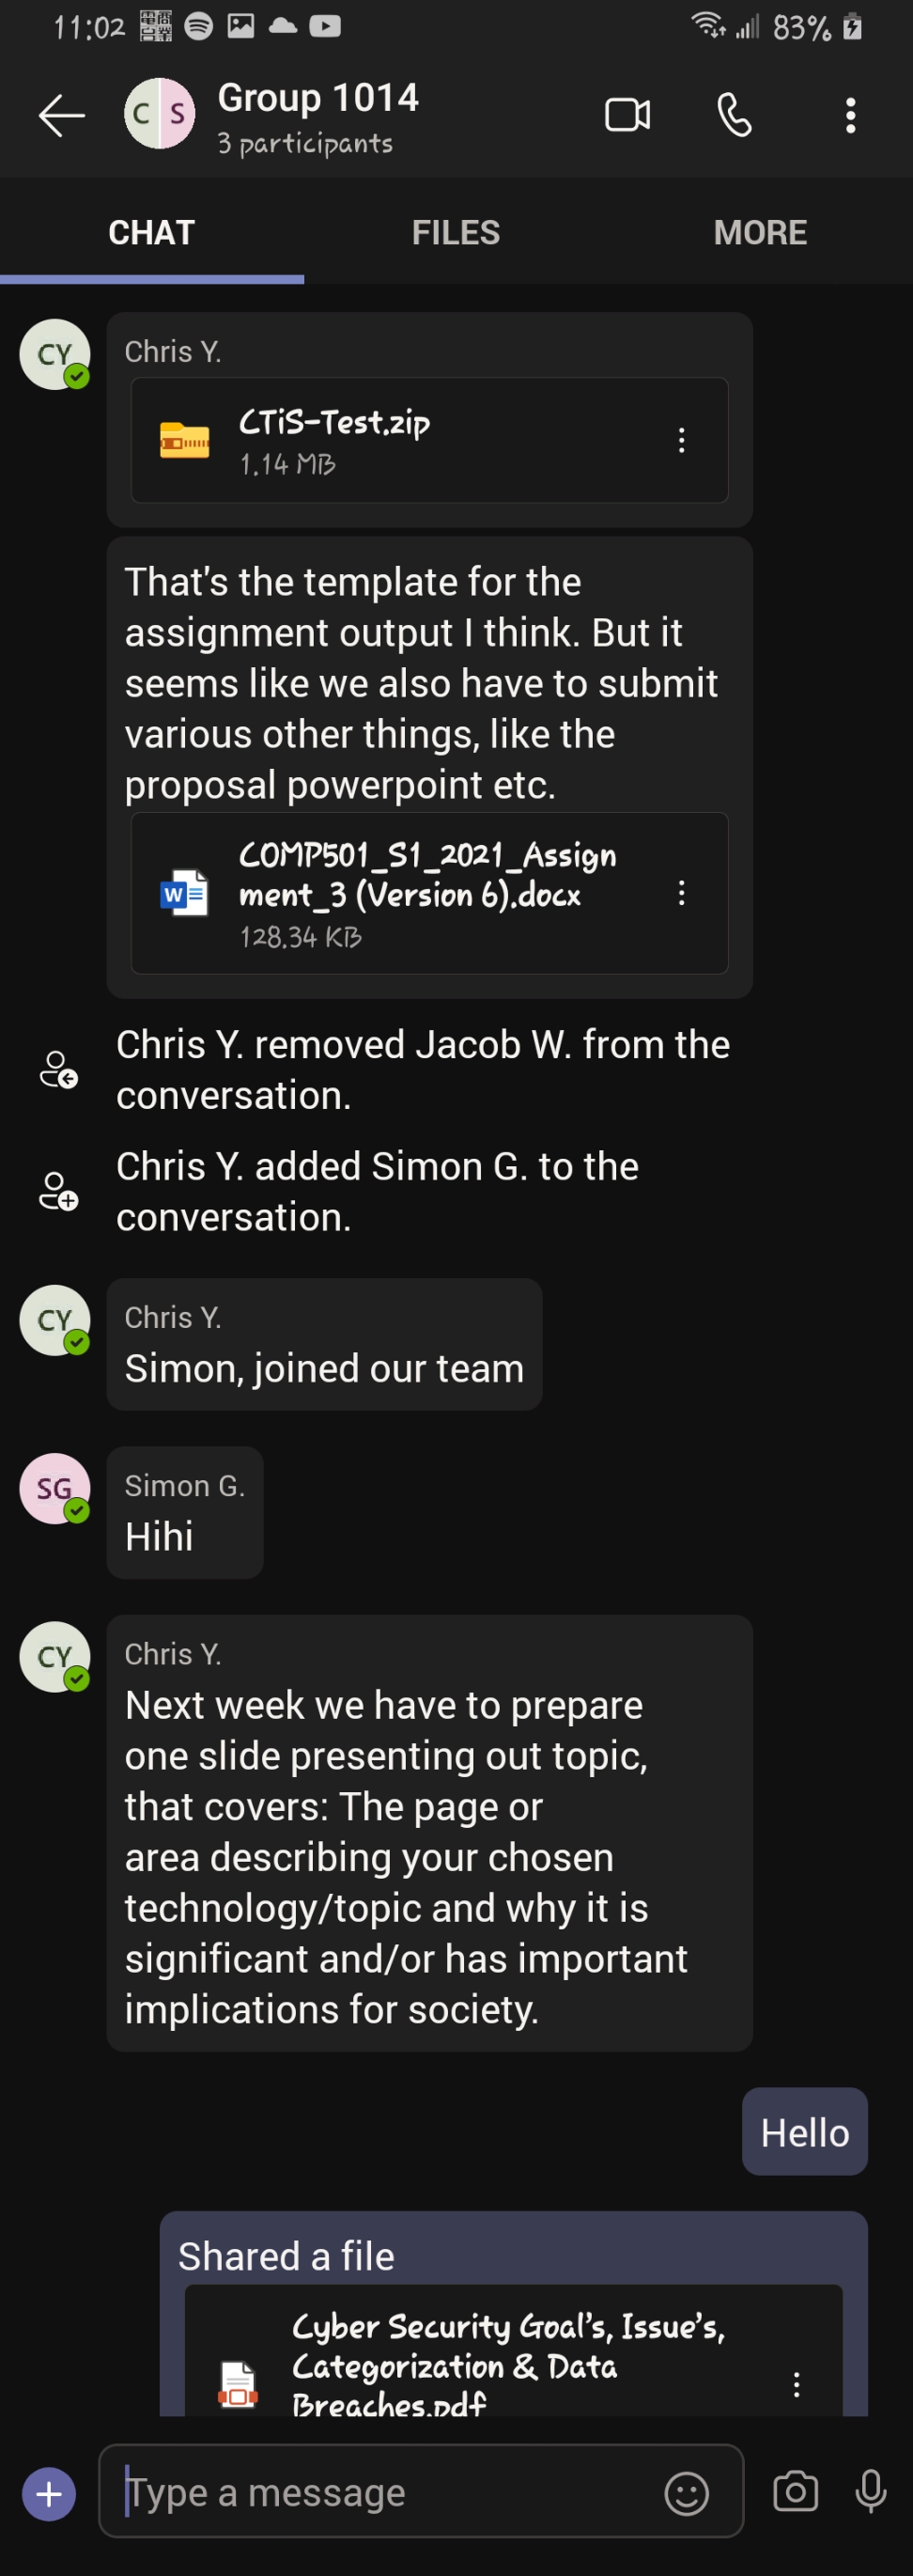 11:02 83%
Group 1014
3 participants
CHAT FILES MORE
Chris Y.
CTiS-Test.zip
1.14 MB
That's the template for the
assignment output I think. But it
seems like we also have to submit
various other things, like the
proposal powerpoint etc.
COMP501_S1_2021_Assign
ment_3 (Version 6).docx
128.34 KB
Chris Y. removed Jacob W. from the
conversation.
Chris Y. added Simon G. to the
conversation.
Chris Y.
Simon, joined our team
Simon G.
Hihi
Chris Y.
Next week we have to prepare
one slide presenting out topic,
that covers: The page or
area describing your chosen
technology/topic and why it is
significant and/or has important
implications for society.
Hello
Shared a file
Cyber Security Goal's, Issue's,
Categorization & Data
Breaches.pdf
Type a message